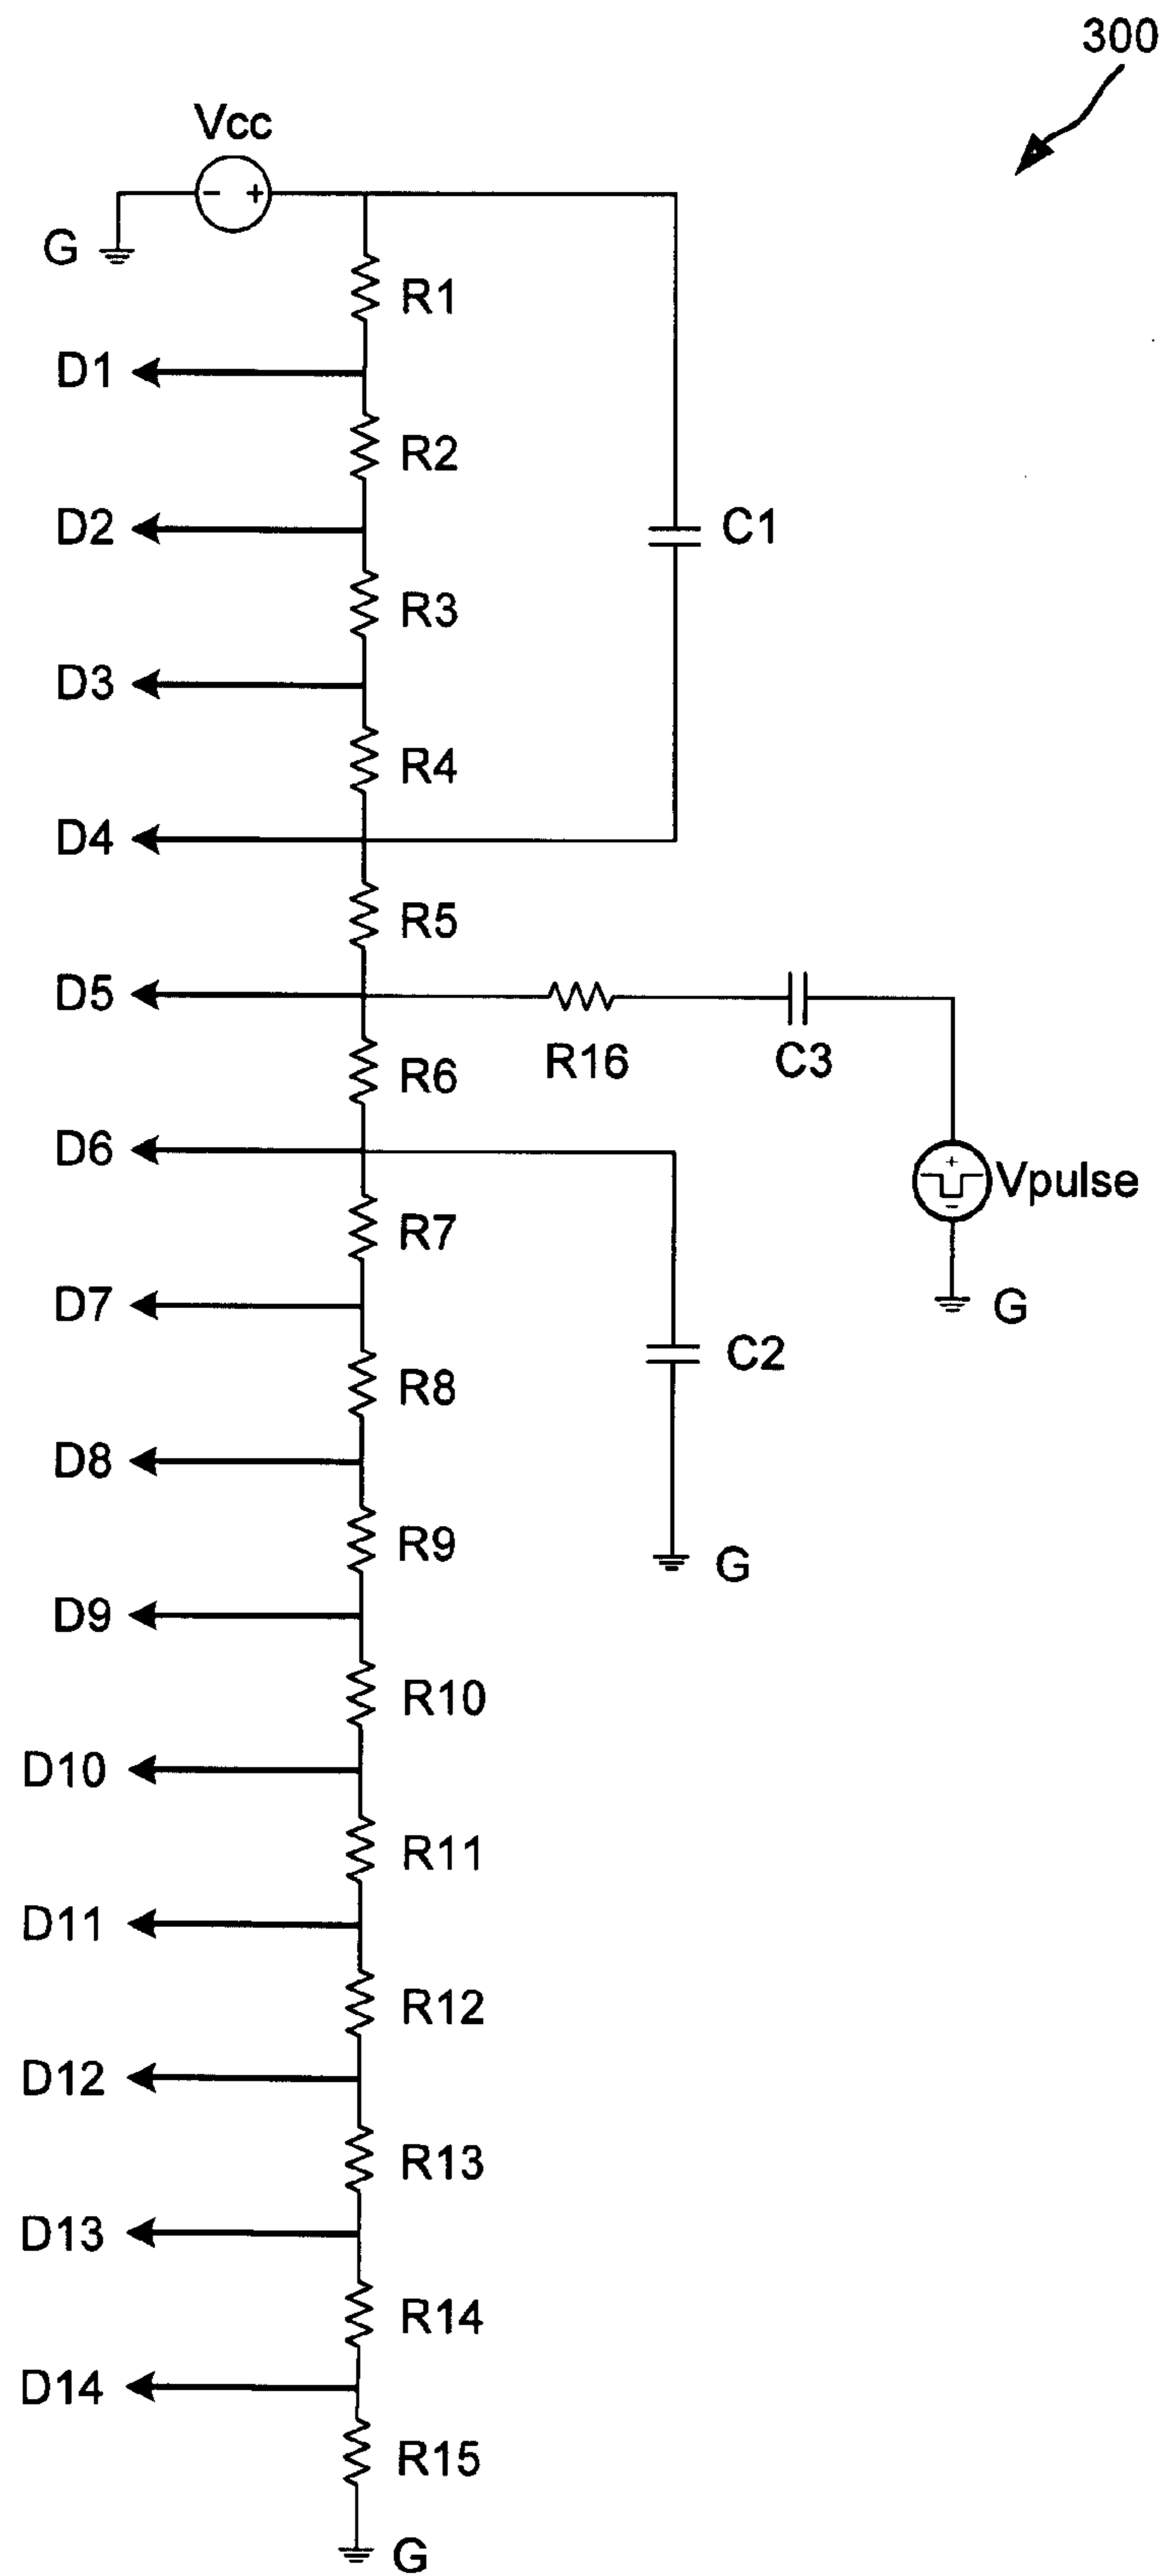 300
Vcc
- +
G
R1
D1
R2
D2
C1
R3
D3
R4
D4
R5
D5
R16 C3
R6
D6
+
Vpulse
-
R7
D7
G
C2
R8
D8
R9
G
D9
R10
D10
R11
D11
R12
D12
R13
D13
R14
D14
R15
G